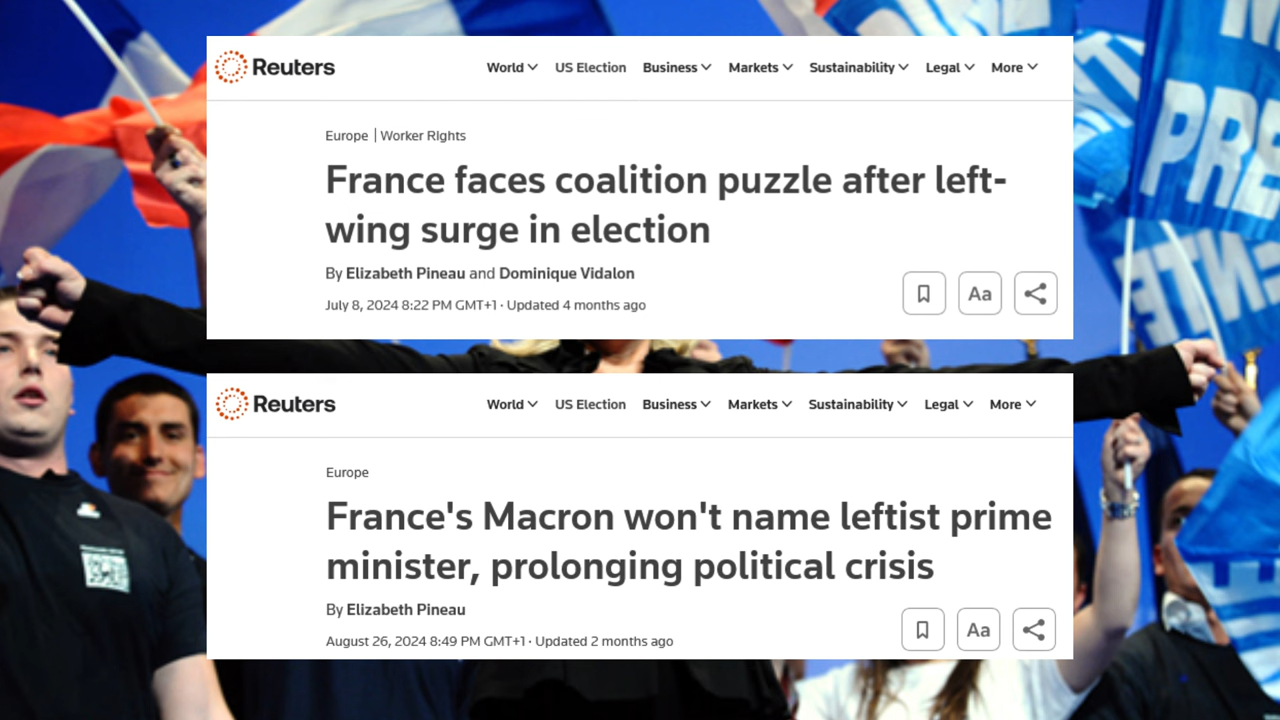 Reuters
World US Election Business Markets Sustainability Legal More
Europe | Worker Rights
France faces coalition puzzle after left-
wing surge in election
By Elizabeth Pineau and Dominique Vidalon
July 8, 2024 8:22 PM GMT+1 · Updated 4 months ago
Aa
Reuters
World US Election Business Markets Sustainability Legal More
Europe
France's Macron won't name leftist prime
minister, prolonging political crisis
By Elizabeth Pineau
August 26, 2024 8:49 PM GMT+1 · Updated 2 months ago
Aa